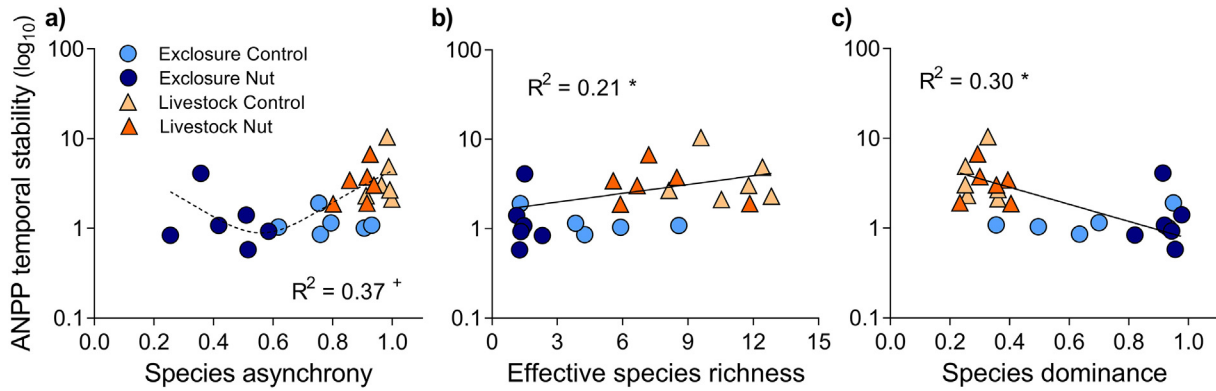 a)
Exclosure Control
Exclosure Nut
Livestock Control
Livestock Nut
R² = 0.37 +
ANPP temporal stability (log₁₀)
100
10
1
0.1
0.0 0.2 0.4 0.6 0.8 1.0
Species asynchrony
b)
R² = 0.21 *
100
10
1
0.1
0 3 6 9 12 15
Effective species richness
c)
R² = 0.30 *
100
10
1
0.1
0.0 0.2 0.4 0.6 0.8 1.0
Species dominance